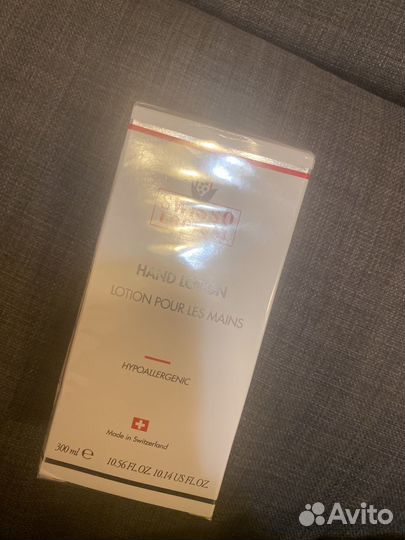 SWISSO
HAND LOTION
LOTION POUR LES MAINS
HYPOALLERGENIC
Made in Switzerland
300 ml ℮ 10.56 FL.OZ. 10.14 US FL.OZ
Avito